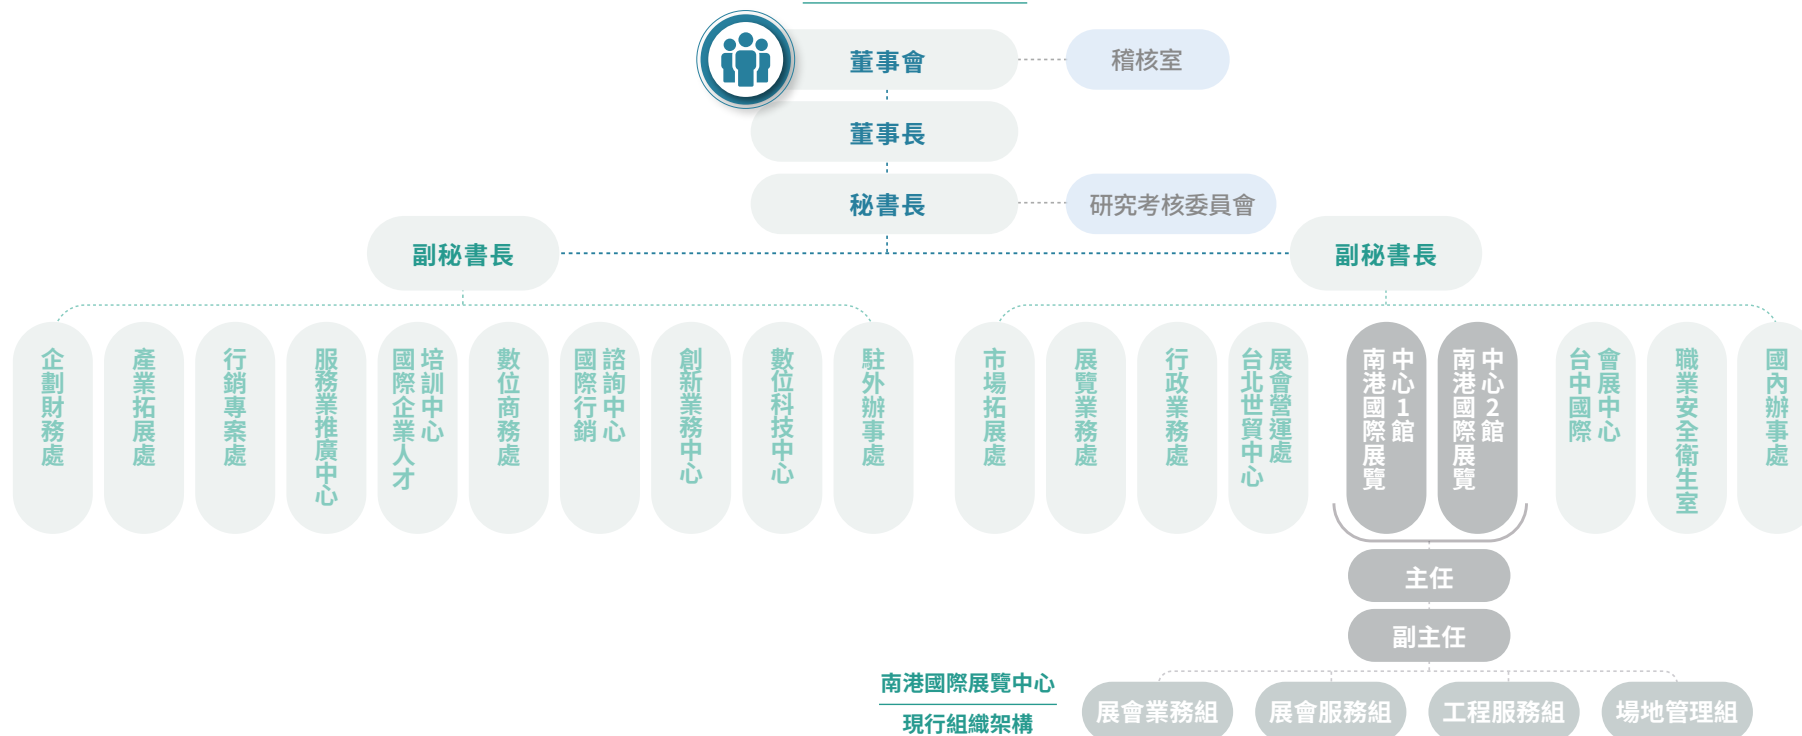 董事會
稽核室
董事長
秘書長
研究考核委員會
副秘書長
副秘書長
企劃財務處
產業拓展處
行銷專案處
服務業推廣中心
國際企業人才
培訓中心
數位商務處
國際行銷
諮詢中心
創新業務中心
數位科技中心
駐外辦事處
市場拓展處
展覽業務處
行政業務處
台北世貿中心
展會營運處
南港國際展覽
中心1館
南港國際展覽
中心2館
台中國際
會展中心
職業安全衛生室
國內辦事處
主任
副主任
南港國際展覽中心
現行組織架構
展會業務組
展會服務組
工程服務組
場地管理組